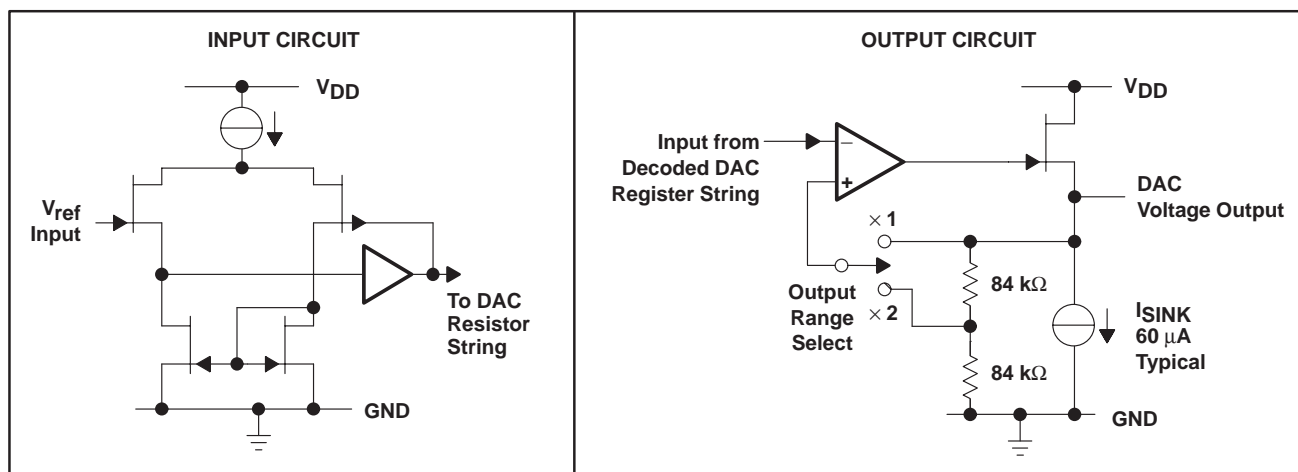 INPUT CIRCUIT
VDD
Vref
Input
To DAC
Resistor
String
GND
OUTPUT CIRCUIT
VDD
Input from
Decoded DAC
Register String
−
+
DAC
Voltage Output
× 1
Output
Range
Select
× 2
84 kΩ
84 kΩ
ISINK
60 µA
Typical
GND